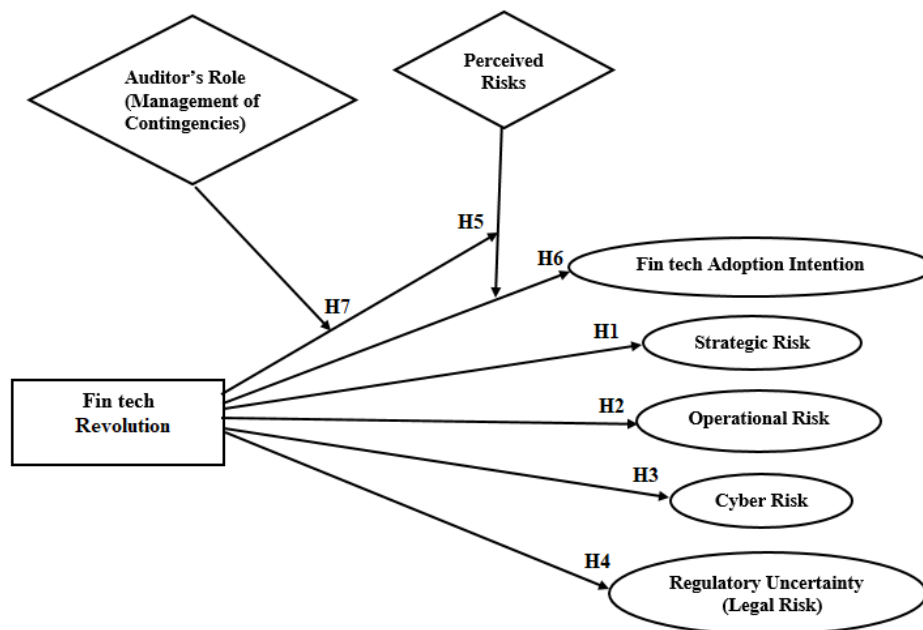 Auditor's Role
(Management of
Contingencies)
Perceived
Risks
H5
H6
Fin tech Adoption Intention
H7
H1
Strategic Risk
Fin tech
Revolution
H2
Operational Risk
H3
Cyber Risk
H4
Regulatory Uncertainty
(Legal Risk)